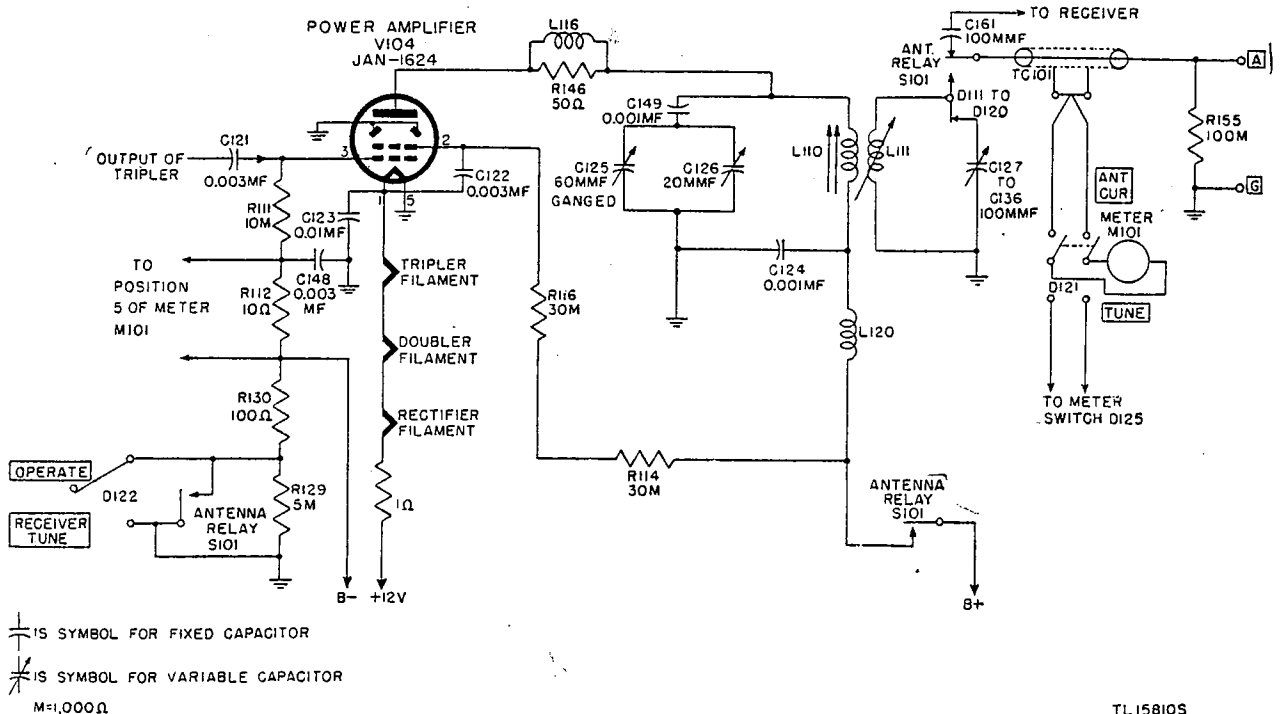 POWER AMPLIFIER
V104
JAN-1624
L116
R146
50Ω
C161
100MMF
TO RECEIVER
ANT.
RELAY
S101
TC101
A
D111 TO
D120
R155
100M
G
C149
0.001MF
C125
60MMF
GANGED
C126
20MMF
L110
L111
C127
TO
C136
100MMF
ANT
CUR
METER
M101
D121
TUNE
TO METER
SWITCH D125
C121
OUTPUT OF
TRIPLER
0.003MF
3
2
1
5
C122
0.003MF
R111
10M
C123
0.01MF
C148
0.003
MF
TO
POSITION
5 OF METER
M101
R112
10Ω
TRIPLER
FILAMENT
R116
30M
C124
0.001MF
L120
DOUBLER
FILAMENT
R130
100Ω
RECTIFIER
FILAMENT
OPERATE
D122
RECEIVER
TUNE
ANTENNA
RELAY
S101
R129
5M
1Ω
R114
30M
ANTENNA
RELAY
S101
B-
+12V
B+
IS SYMBOL FOR FIXED CAPACITOR
IS SYMBOL FOR VARIABLE CAPACITOR
M=1,000Ω
TL15810S